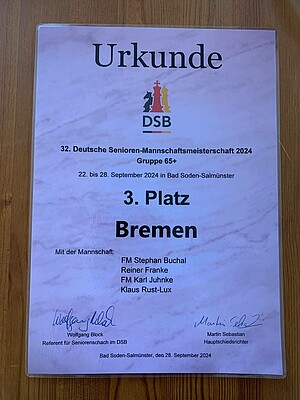 Urkunde
DSB
32. Deutsche Senioren-Mannschaftsmeisterschaft 2024
Gruppe 65+
22. bis 28. September 2024 in Bad Soden-Salmünster
3. Platz
Bremen
Mit der Mannschaft:
FM Stephan Buchal
Reiner Franke
FM Karl Juhnke
Klaus Rust-Lux
Wolfgang Block
Referent für Seniorenschach im DSB
Martin Sebastian
Hauptschiedsrichter
Bad Soden-Salmünster, den 28. September 2024